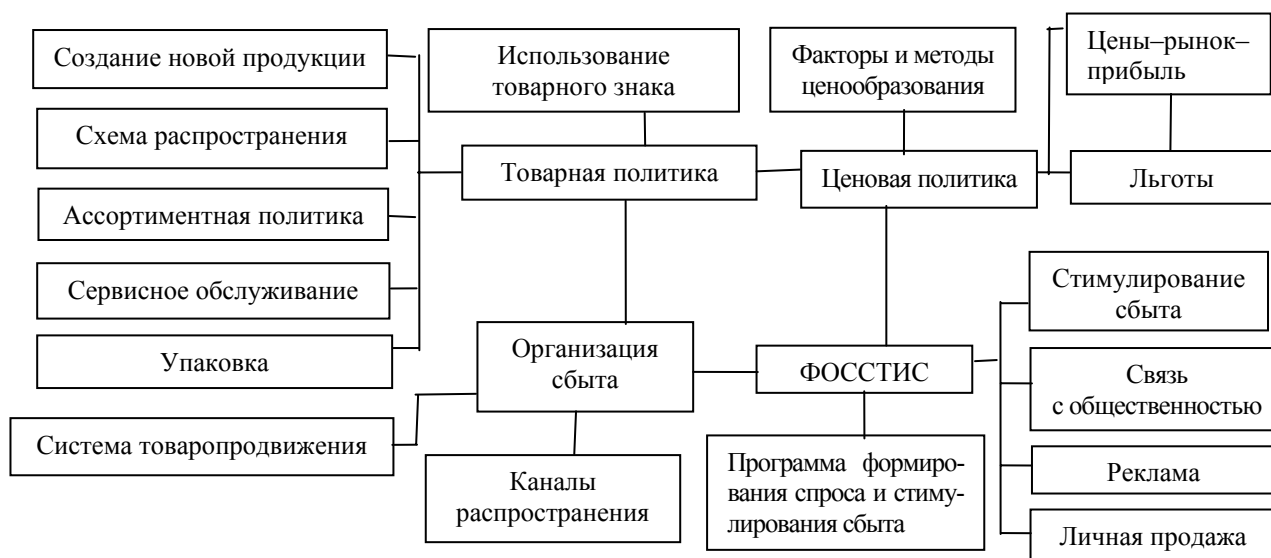 Создание новой продукции
Использование
товарного знака
Факторы и методы
ценообразования
Цены–рынок–
прибыль
Схема распространения
Товарная политика
Ценовая политика
Льготы
Ассортиментная политика
Сервисное обслуживание
Стимулирование
сбыта
Упаковка
Организация
сбыта
ФОССТИС
Связь
с общественностью
Система товаропродвижения
Каналы
распространения
Программа формиро-
вания спроса и стиму-
лирования сбыта
Реклама
Личная продажа